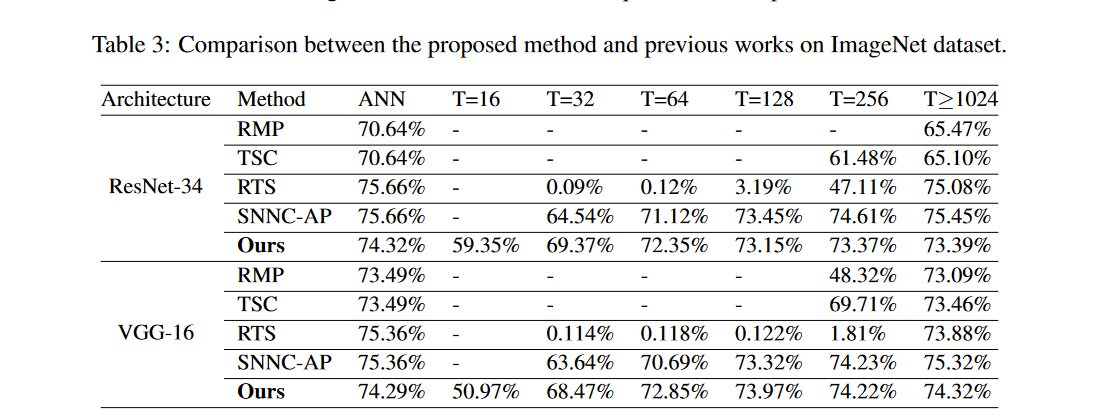 Table 3: Comparison between the proposed method and previous works on ImageNet dataset.
Architecture Method ANN T=16 T=32 T=64 T=128 T=256 T≥1024
RMP 70.64% - - - - - 65.47%
TSC 70.64% - - - - 61.48% 65.10%
ResNet-34 RTS 75.66% - 0.09% 0.12% 3.19% 47.11% 75.08%
SNNC-AP 75.66% - 64.54% 71.12% 73.45% 74.61% 75.45%
Ours 74.32% 59.35% 69.37% 72.35% 73.15% 73.37% 73.39%
RMP 73.49% - - - - 48.32% 73.09%
TSC 73.49% - - - - 69.71% 73.46%
VGG-16 RTS 75.36% - 0.114% 0.118% 0.122% 1.81% 73.88%
SNNC-AP 75.36% - 63.64% 70.69% 73.32% 74.23% 75.32%
Ours 74.29% 50.97% 68.47% 72.85% 73.97% 74.22% 74.32%